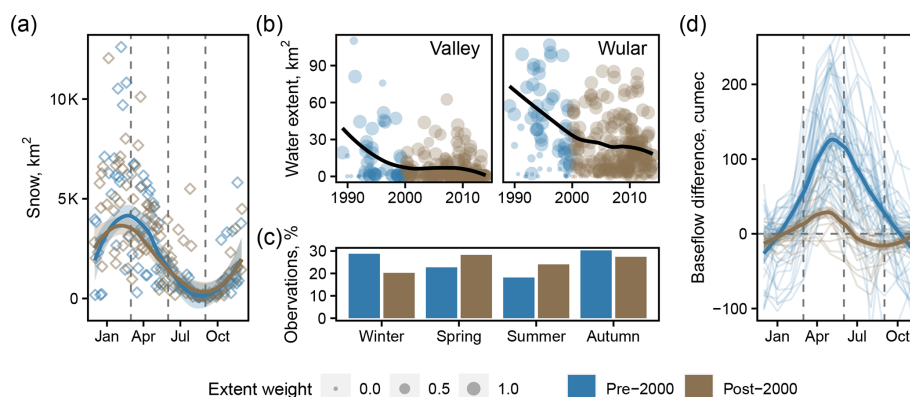 (a)
Snow, km²
10K
5K
0
Jan Apr Jul Oct
(b)
Water extent, km²
Valley Wular
90
60
30
0
1990 2000 2010 1990 2000 2010
(c)
Obervations, %
30
20
10
0
Winter Spring Summer Autumn
(d)
Baseflow difference, cumec
200
100
0
−100
Jan Apr Jul Oct
Extent weight 0.0 0.5 1.0 Pre−2000 Post−2000